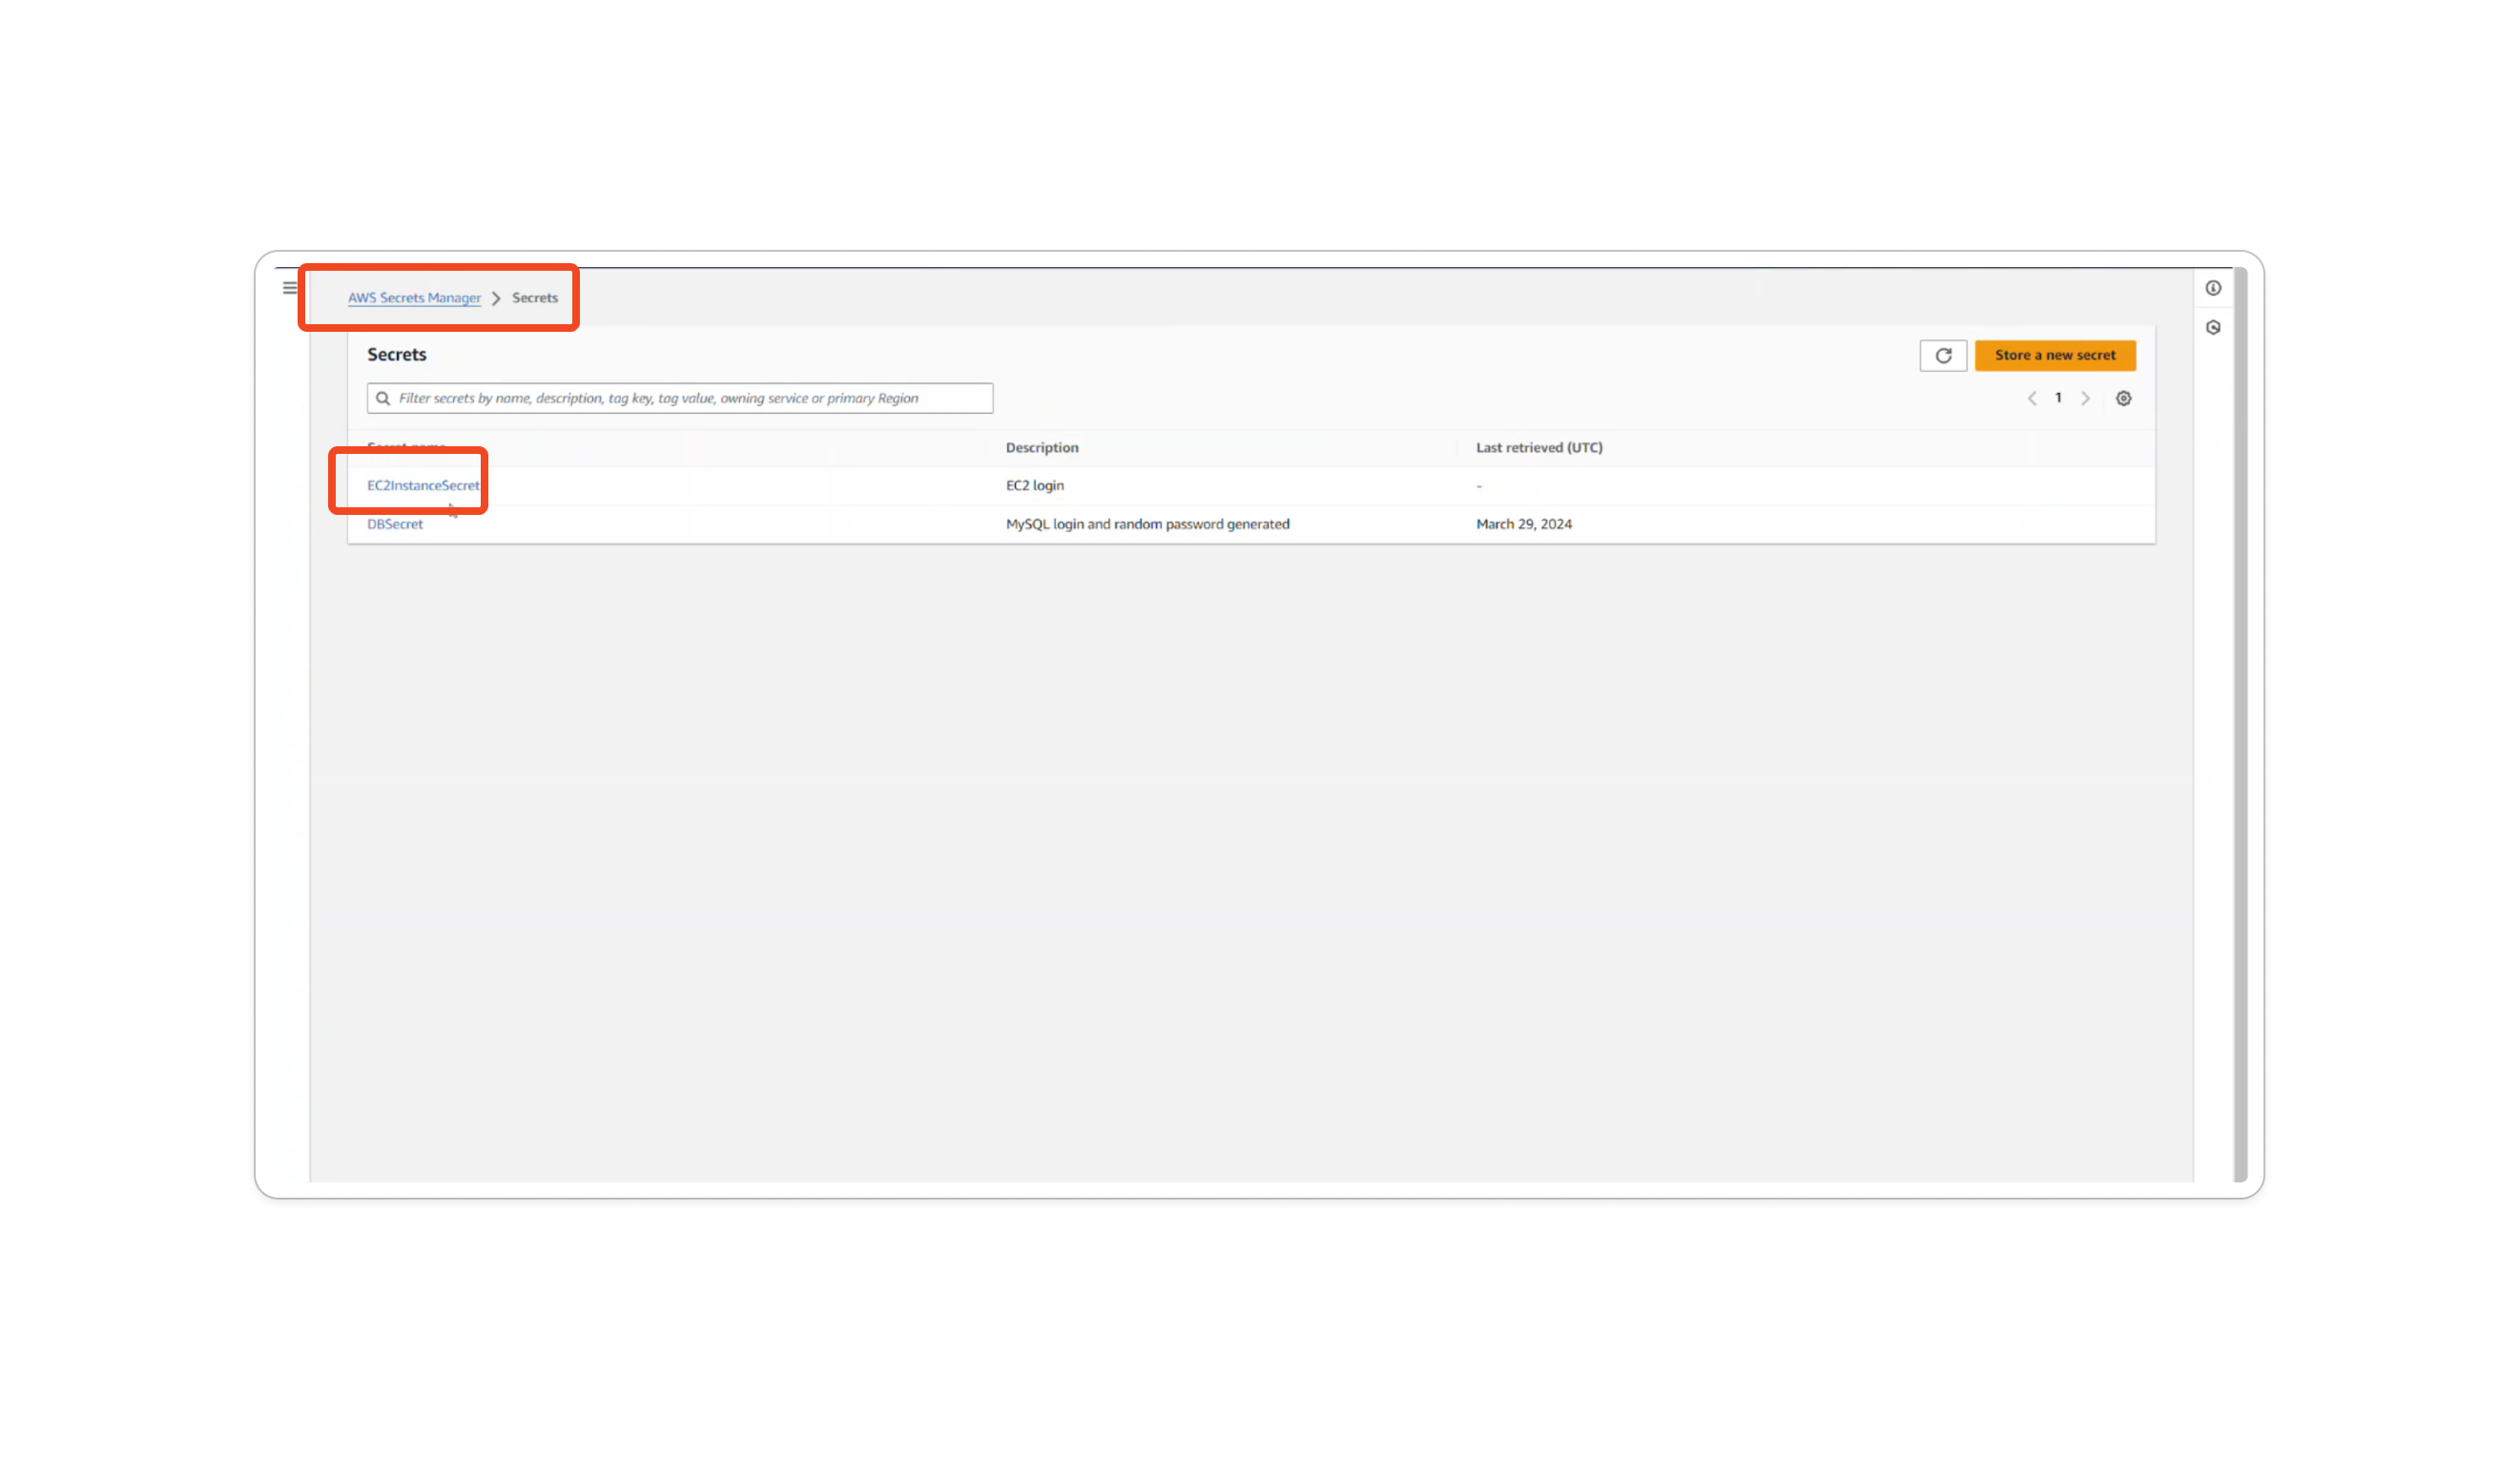 AWS Secrets Manager > Secrets
Secrets
Store a new secret
Filter secrets by name, description, tag key, tag value, owning service or primary Region
1
Secret name Description Last retrieved (UTC)
EC2InstanceSecret EC2 login -
DBSecret MySQL login and random password generated March 29, 2024